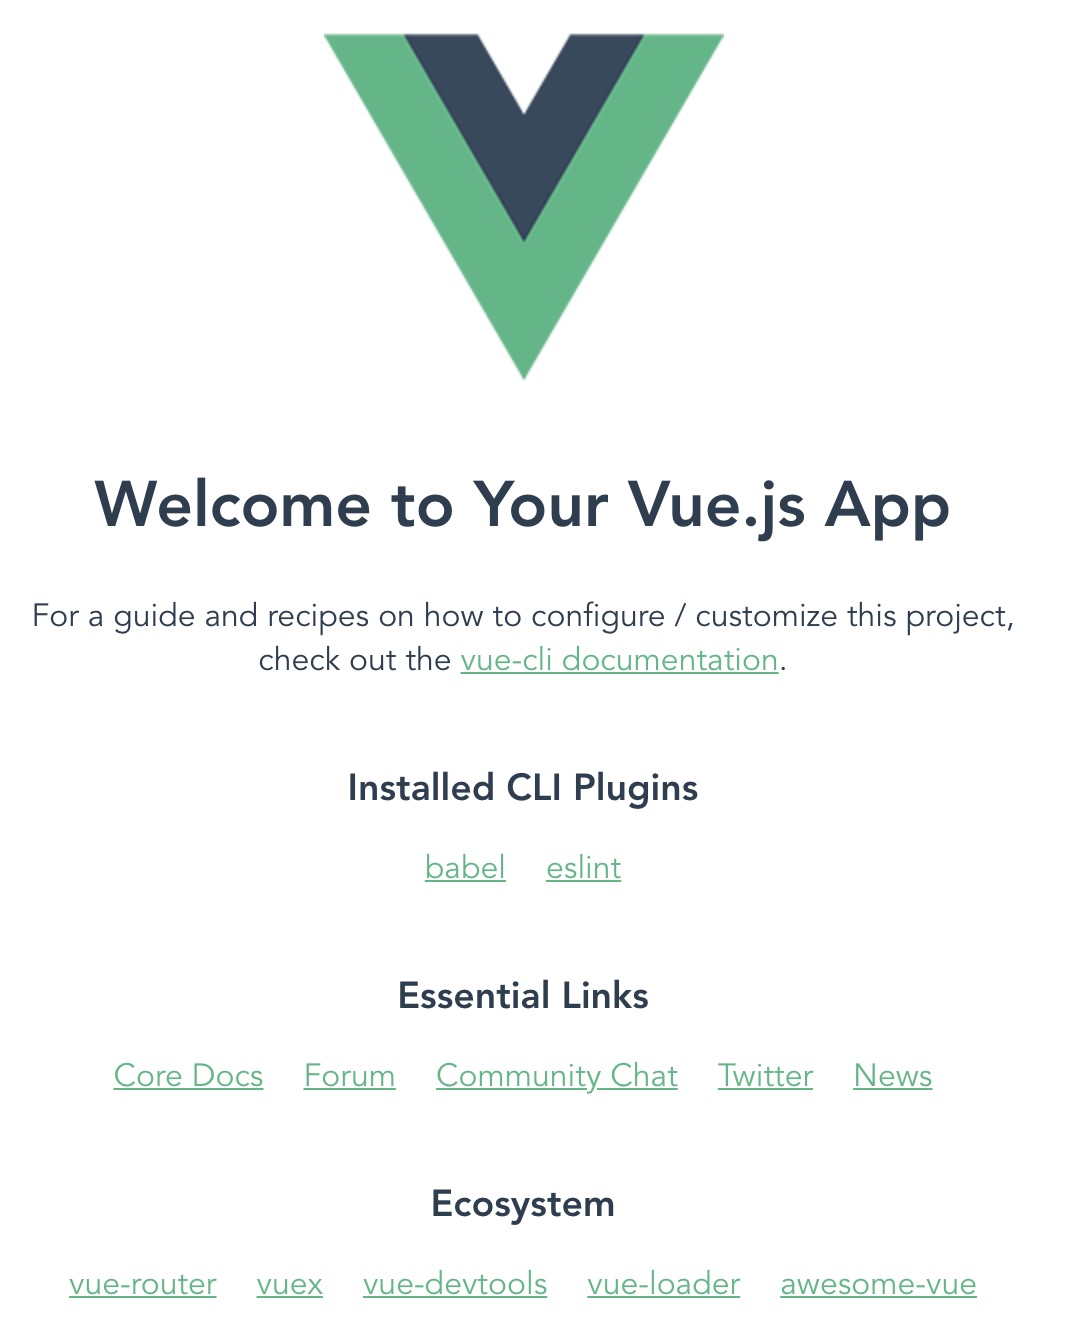 Welcome to Your Vue.js App
For a guide and recipes on how to configure / customize this project,
check out the vue-cli documentation.
Installed CLI Plugins
babel eslint
Essential Links
Core Docs Forum Community Chat Twitter News
Ecosystem
vue-router vuex vue-devtools vue-loader awesome-vue